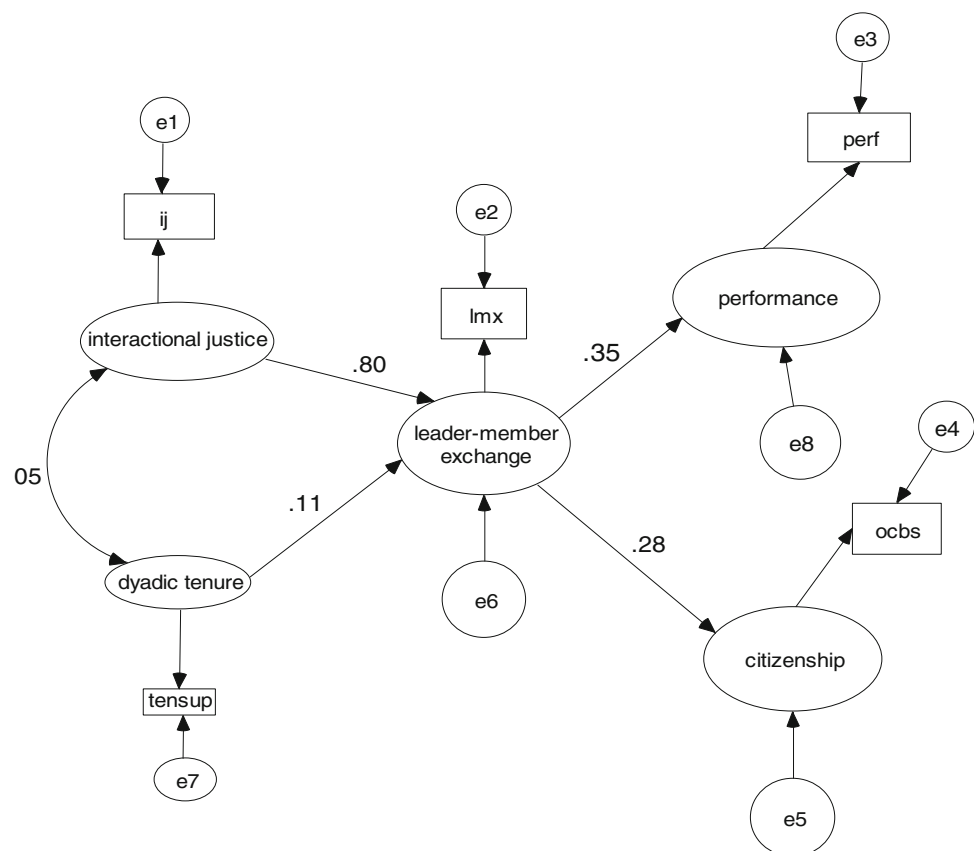 e3
e1
perf
ij
e2
performance
lmx
interactional justice
.35
.80
leader-member
exchange
e8
e4
05
.11
ocbs
.28
dyadic tenure
e6
citizenship
tensup
e7
e5